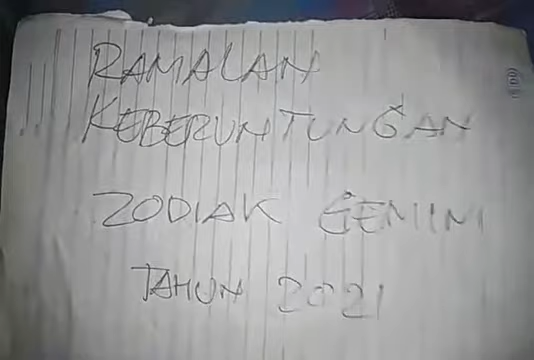 RAMALAN
KEBERUNTUNGAN
ZODIAK GEMINI
TAHUN 2021